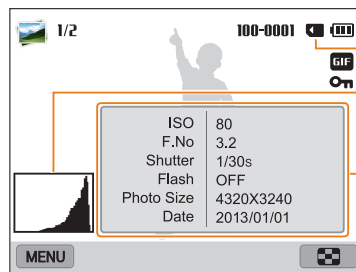 1/2 100-0001
GIF
ISO 80
F.No 3.2
Shutter 1/30s
Flash OFF
Photo Size 4320X3240
Date 2013/01/01
MENU